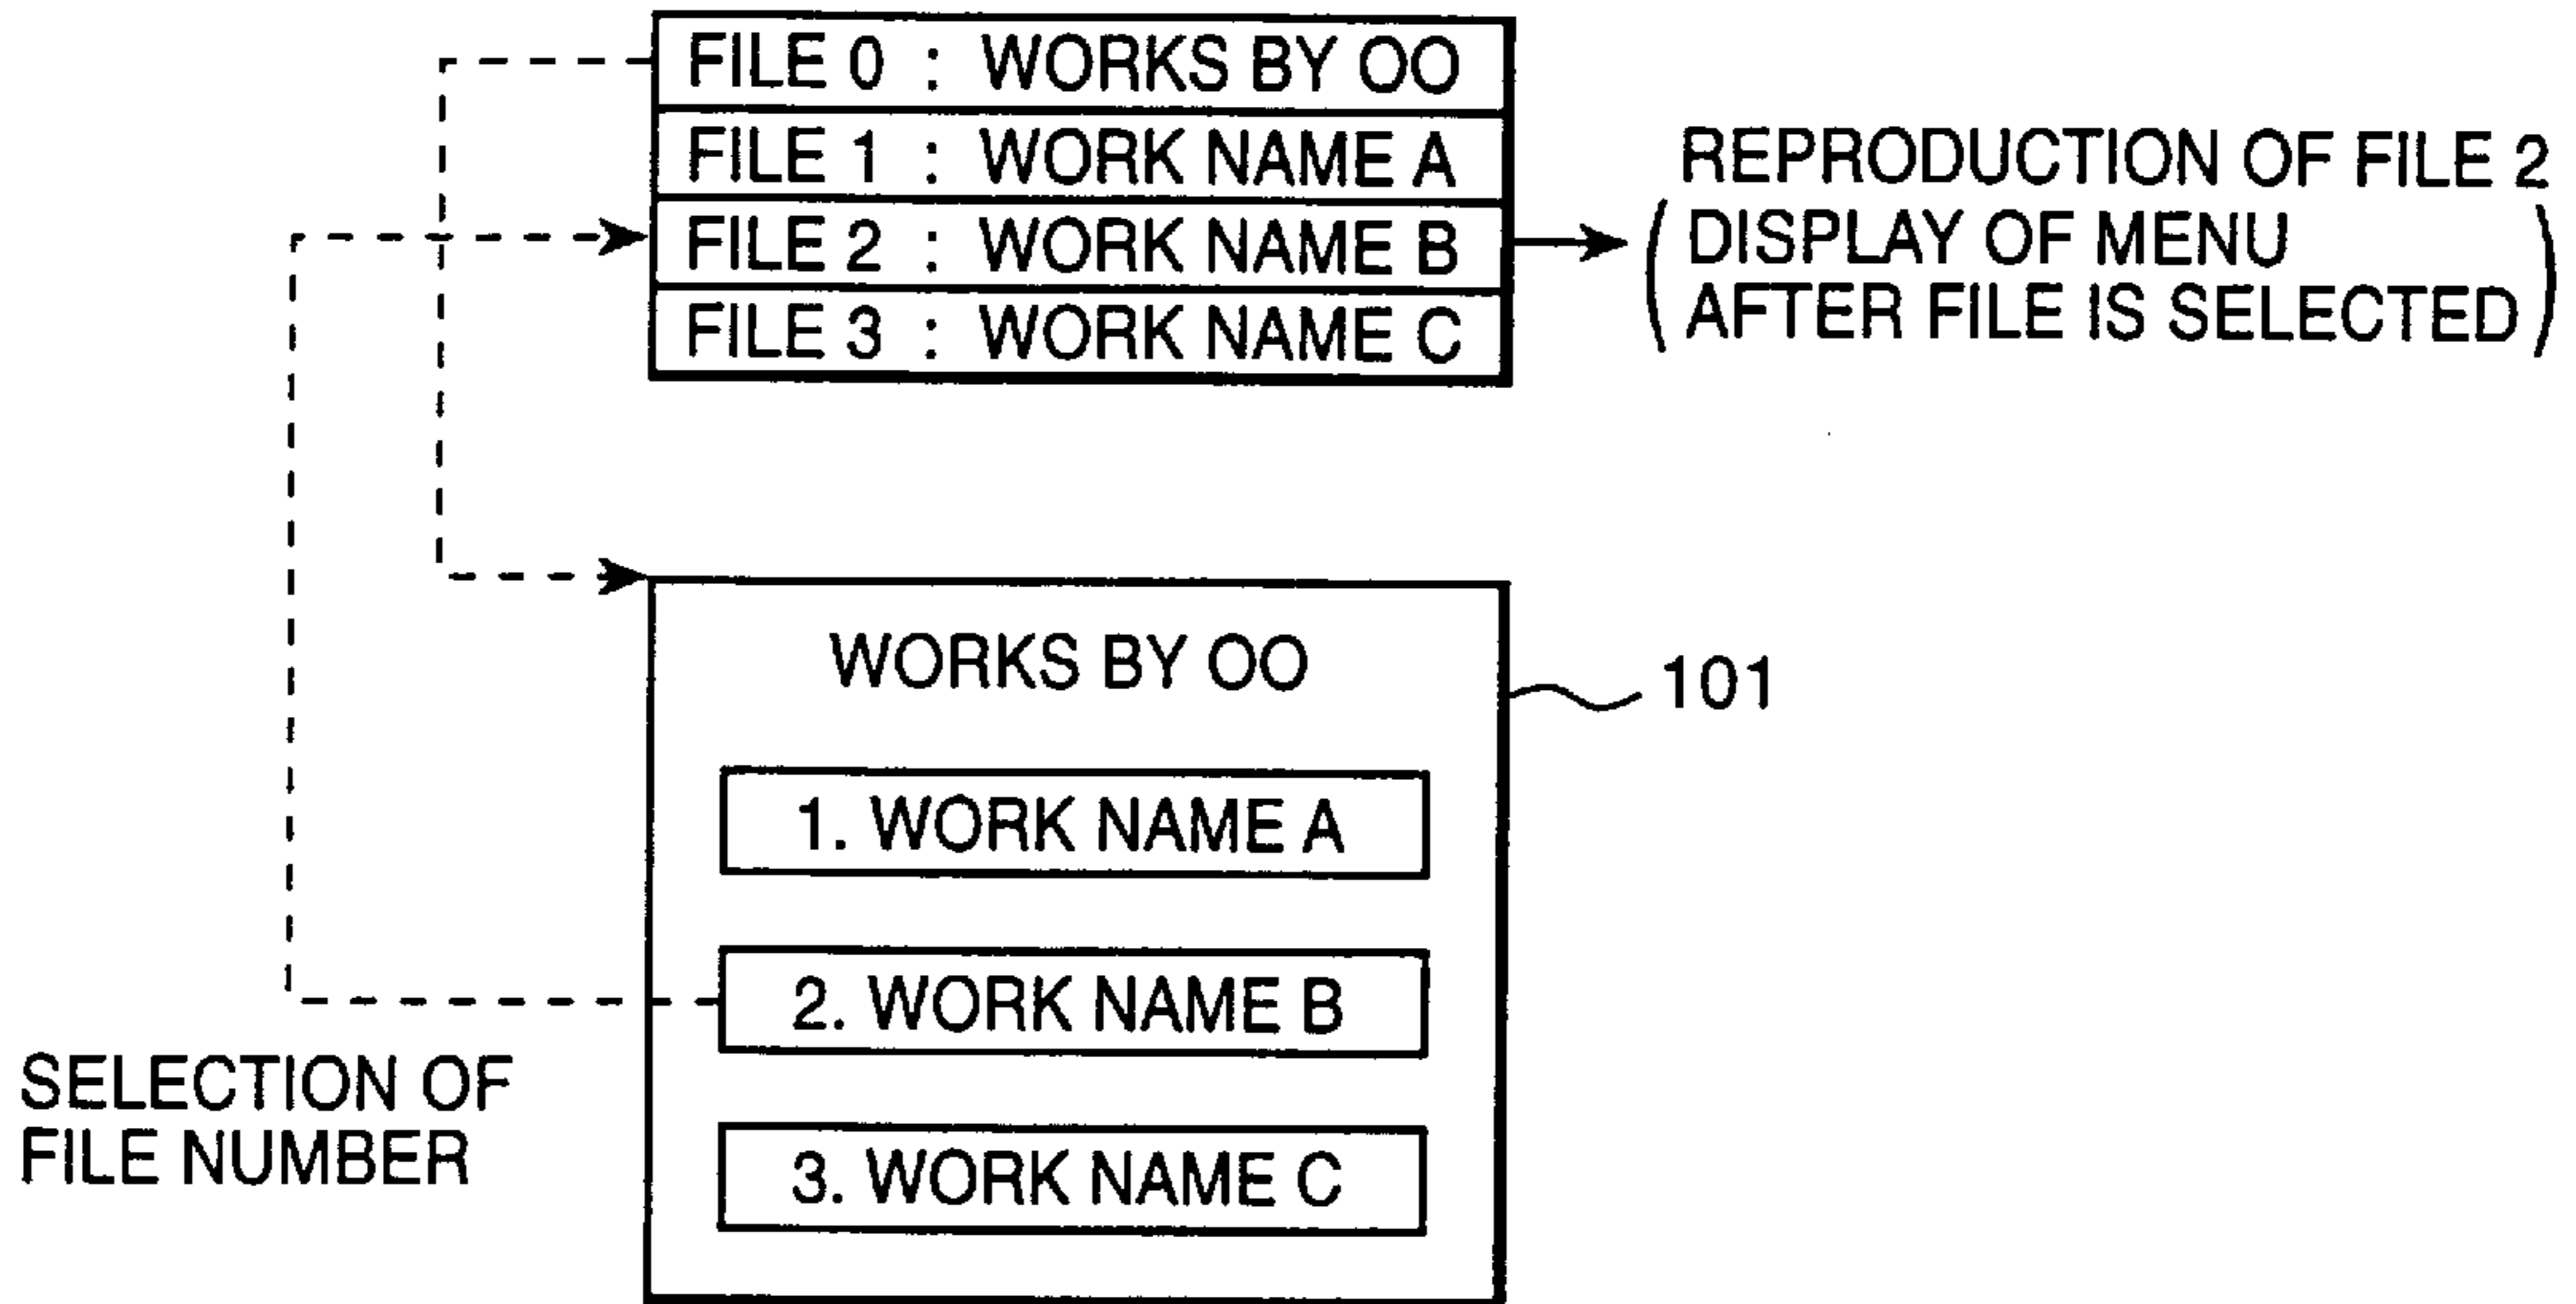 FILE 0 : WORKS BY OO
FILE 1 : WORK NAME A
FILE 2 : WORK NAME B
FILE 3 : WORK NAME C
REPRODUCTION OF FILE 2
( DISPLAY OF MENU
AFTER FILE IS SELECTED )
WORKS BY OO
101
1. WORK NAME A
2. WORK NAME B
3. WORK NAME C
SELECTION OF
FILE NUMBER